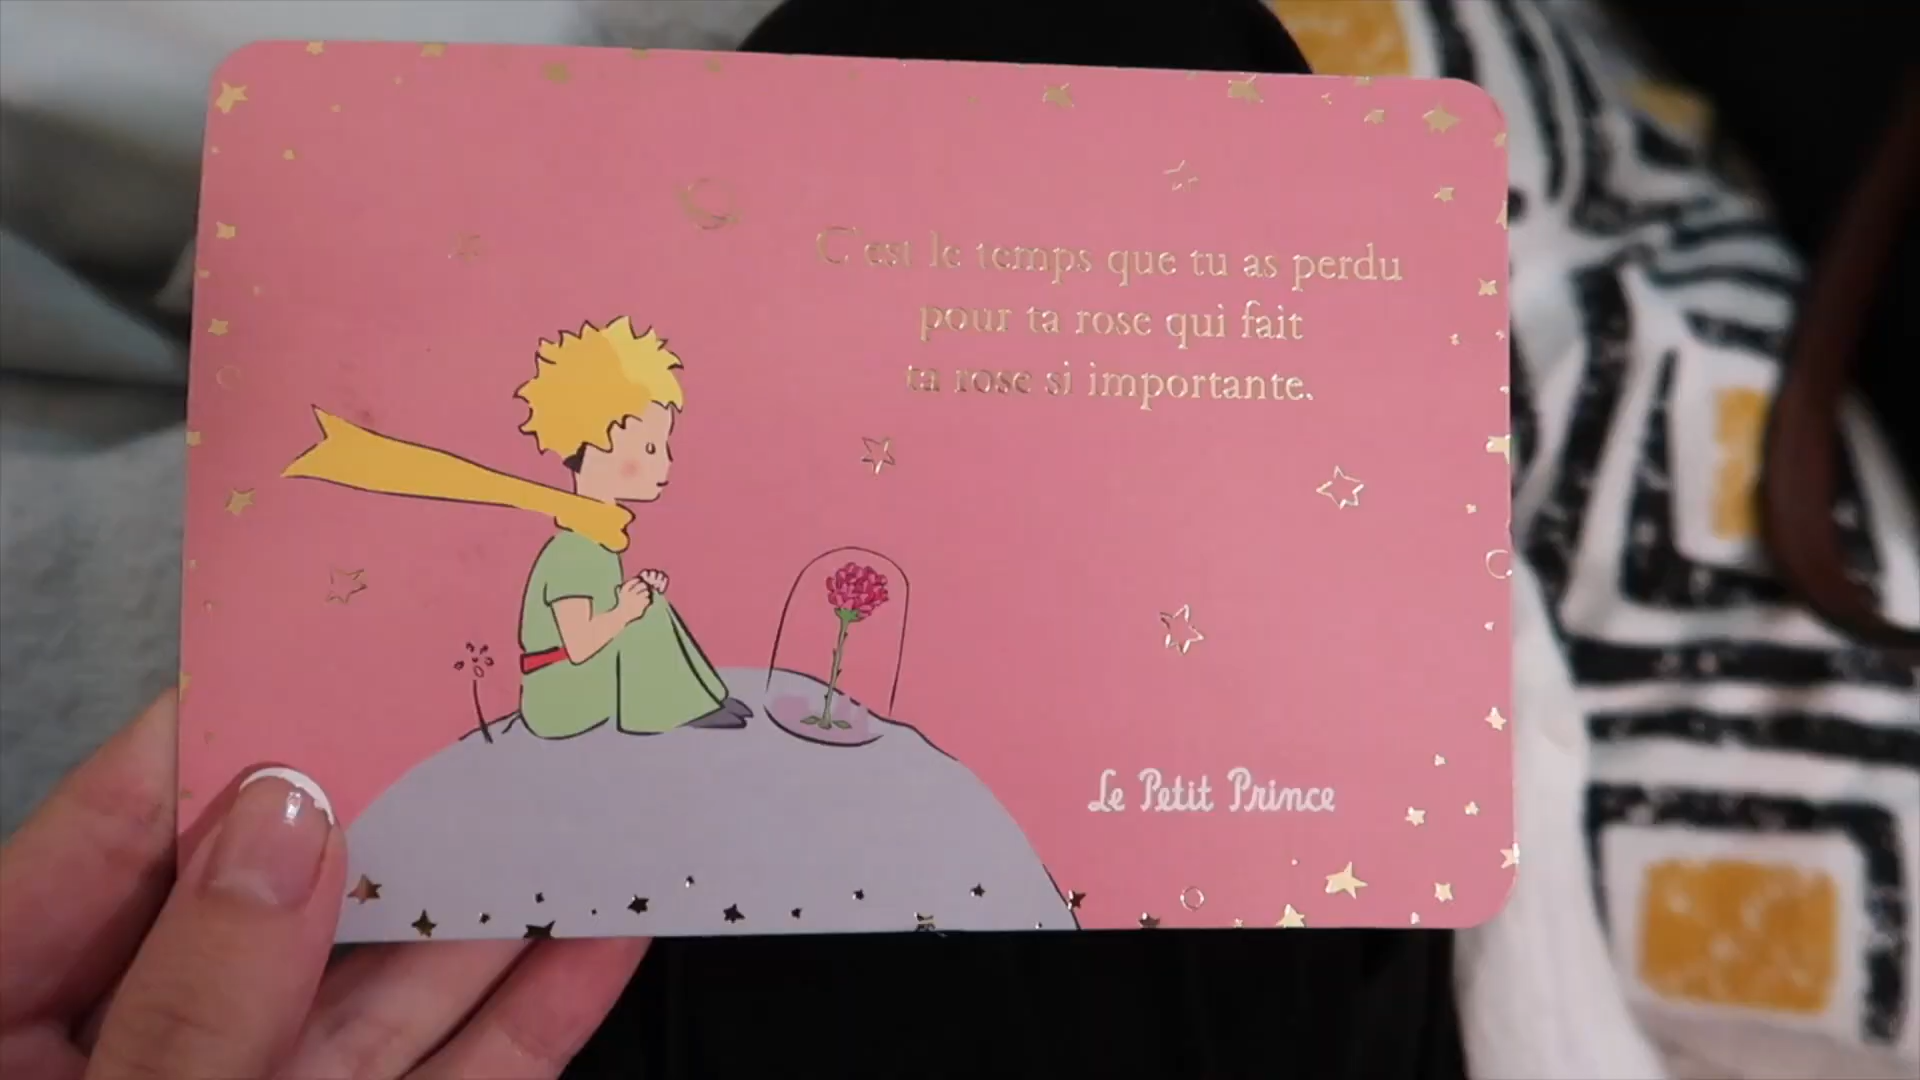 C'est le temps que tu as perdu
pour ta rose qui fait
ta rose si importante.
Le Petit Prince